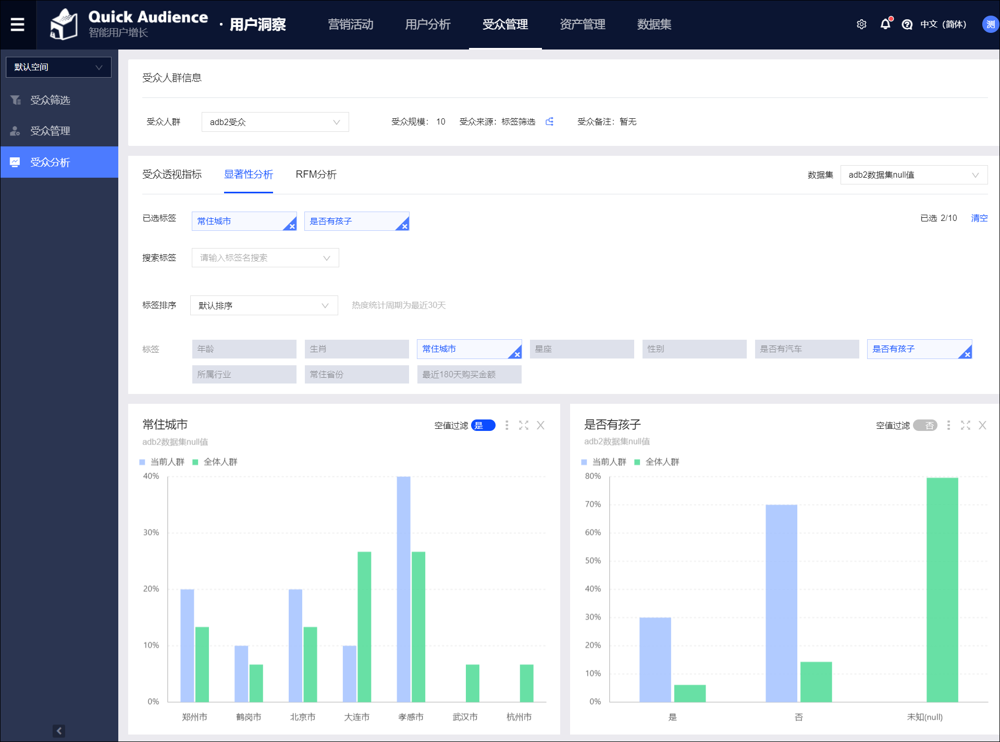 Quick Audience
智能用户增长
· 用户洞察
营销活动
用户分析
受众管理
资产管理
数据集
中文（简体）
测
默认空间
受众筛选
受众管理
受众分析
受众人群信息
受众人群
adb2受众
受众规模： 10
受众来源：标签筛选
受众备注：暂无
受众透视指标
显著性分析
RFM分析
数据集
adb2数据集null值
已选标签
常住城市
是否有孩子
已选 2/10
清空
搜索标签
请输入标签名搜索
标签排序
默认排序
热度统计周期为最近30天
标签
年龄
生肖
常住城市
星座
性别
是否有汽车
是否有孩子
所属行业
常住省份
最近180天购买金额
常住城市
空值过滤 是
adb2数据集null值
当前人群 全体人群
40%
30%
20%
10%
0%
郑州市 鹤岗市 北京市 大连市 孝感市 武汉市 杭州市
是否有孩子
空值过滤 否
adb2数据集null值
当前人群 全体人群
80%
70%
60%
50%
40%
30%
20%
10%
0%
是 否 未知(null)